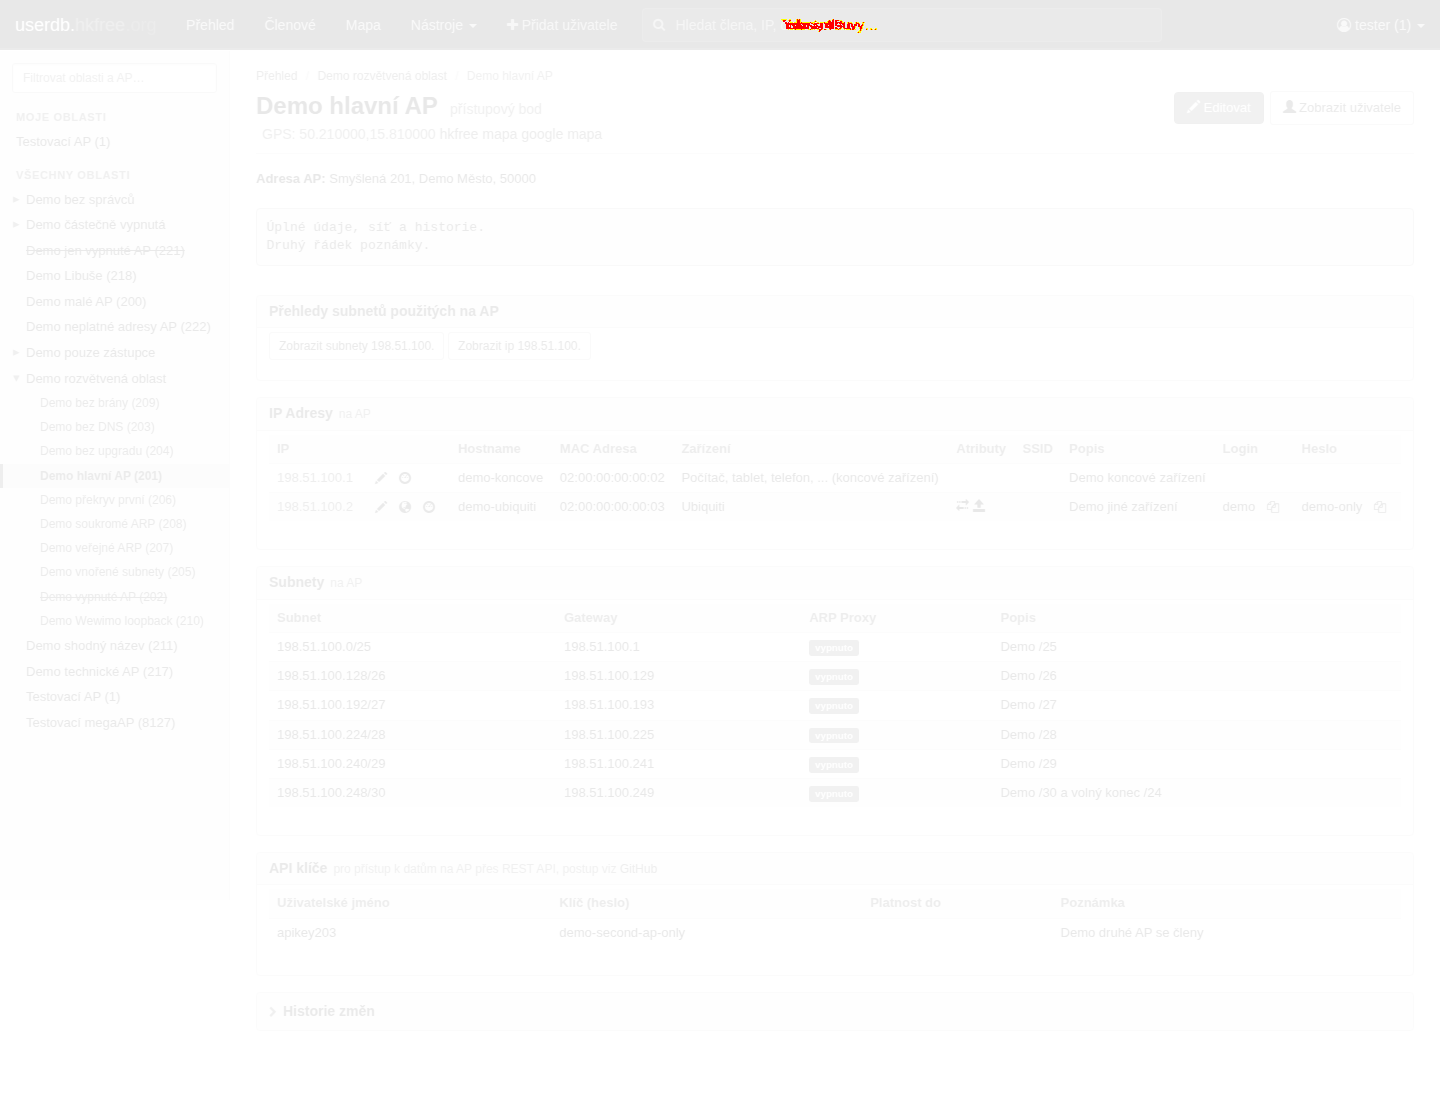 userdb.hkfree.org Přehled Členové Mapa Nástroje Přidat uživatele Hledat člena, IP, tester (1)
Filtrovat oblasti a AP...
MOJE OBLASTI
Testovací AP (1)
VŠECHNY OBLASTI
Demo bez správců
Demo částečně vypnutá
Demo jen vypnuté AP (221)
Demo Libuše (218)
Demo malé AP (200)
Demo neplatné adresy AP (222)
Demo pouze zástupce
Demo rozvětvená oblast
Demo bez brány (209)
Demo bez DNS (203)
Demo bez upgradu (204)
Demo hlavní AP (201)
Demo překryv první (206)
Demo soukromé ARP (208)
Demo veřejné ARP (207)
Demo vnořené subnety (205)
Demo vypnuté AP (202)
Demo Wewimo loopback (210)
Demo shodný název (211)
Demo technické AP (217)
Testovací AP (1)
Testovací megaAP (8127)
Přehled / Demo rozvětvená oblast / Demo hlavní AP
Demo hlavní AP přístupový bod
Editovat Zobrazit uživatele
GPS: 50.210000,15.810000 hkfree mapa google mapa
Adresa AP: Smyšlená 201, Demo Město, 50000
Úplné údaje, síť a historie.
Druhý řádek poznámky.
Přehledy subnetů použitých na AP
Zobrazit subnety 198.51.100. Zobrazit ip 198.51.100.
IP Adresy na AP
IP Hostname MAC Adresa Zařízení Atributy SSID Popis Login Heslo
198.51.100.1 demo-koncove 02:00:00:00:00:02 Počítač, tablet, telefon, ... (koncové zařízení) Demo koncové zařízení
198.51.100.2 demo-ubiquiti 02:00:00:00:00:03 Ubiquiti Demo jiné zařízení demo demo-only
Subnety na AP
Subnet Gateway ARP Proxy Popis
198.51.100.0/25 198.51.100.1 vypnuto Demo /25
198.51.100.128/26 198.51.100.129 vypnuto Demo /26
198.51.100.192/27 198.51.100.193 vypnuto Demo /27
198.51.100.224/28 198.51.100.225 vypnuto Demo /28
198.51.100.240/29 198.51.100.241 vypnuto Demo /29
198.51.100.248/30 198.51.100.249 vypnuto Demo /30 a volný konec /24
API klíče pro přístup k datům na AP přes REST API, postup viz GitHub
Uživatelské jméno Klíč (heslo) Platnost do Poznámka
apikey203 demo-second-ap-only Demo druhé AP se členy
Historie změn